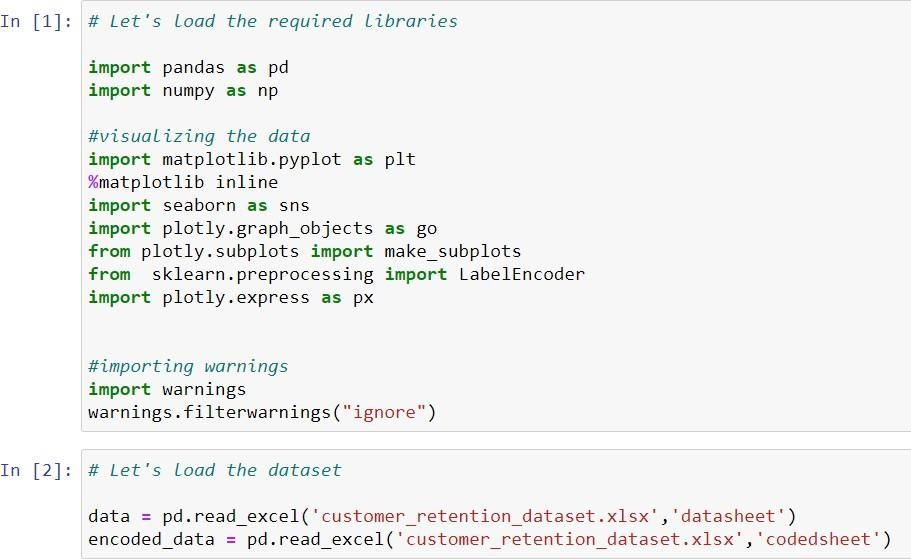 In [1]: # Let's load the required libraries
import pandas as pd
import numpy as np
#visualizing the data
import matplotlib.pyplot as plt
%matplotlib inline
import seaborn as sns
import plotly.graph_objects as go
from plotly.subplots import make_subplots
from  sklearn.preprocessing import LabelEncoder
import plotly.express as px
#importing warnings
import warnings
warnings.filterwarnings("ignore")
In [2]: # Let's load the dataset
data = pd.read_excel('customer_retention_dataset.xlsx','datasheet')
encoded_data = pd.read_excel('customer_retention_dataset.xlsx','codedsheet')